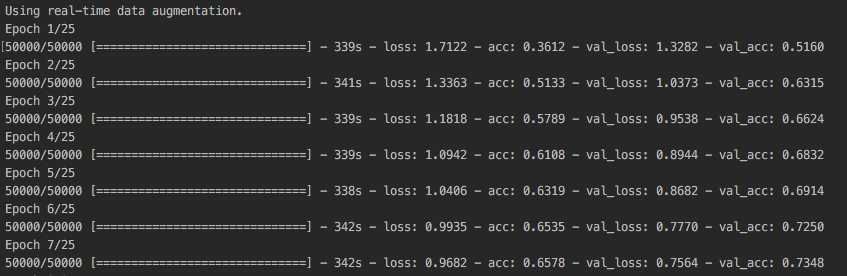 Using real-time data augmentation.
Epoch 1/25
50000/50000 [==============================] - 339s - loss: 1.7122 - acc: 0.3612 - val_loss: 1.3282 - val_acc: 0.5160
Epoch 2/25
50000/50000 [==============================] - 341s - loss: 1.3363 - acc: 0.5133 - val_loss: 1.0373 - val_acc: 0.6315
Epoch 3/25
50000/50000 [==============================] - 339s - loss: 1.1818 - acc: 0.5789 - val_loss: 0.9538 - val_acc: 0.6624
Epoch 4/25
50000/50000 [==============================] - 339s - loss: 1.0942 - acc: 0.6108 - val_loss: 0.8944 - val_acc: 0.6832
Epoch 5/25
50000/50000 [==============================] - 338s - loss: 1.0406 - acc: 0.6319 - val_loss: 0.8682 - val_acc: 0.6914
Epoch 6/25
50000/50000 [==============================] - 342s - loss: 0.9935 - acc: 0.6535 - val_loss: 0.7770 - val_acc: 0.7250
Epoch 7/25
50000/50000 [==============================] - 342s - loss: 0.9682 - acc: 0.6578 - val_loss: 0.7564 - val_acc: 0.7348